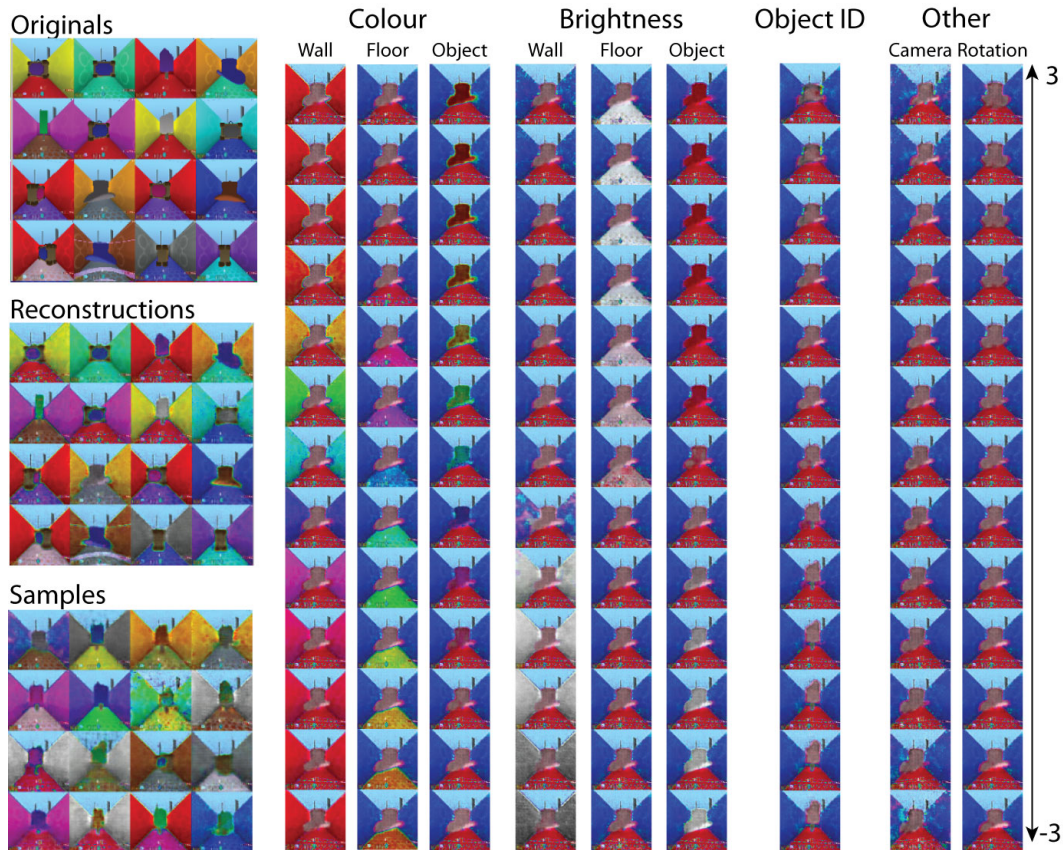 Originals
Reconstructions
Samples
Colour
Wall Floor Object
Brightness
Wall Floor Object
Object ID
Other
Camera Rotation
3
-3